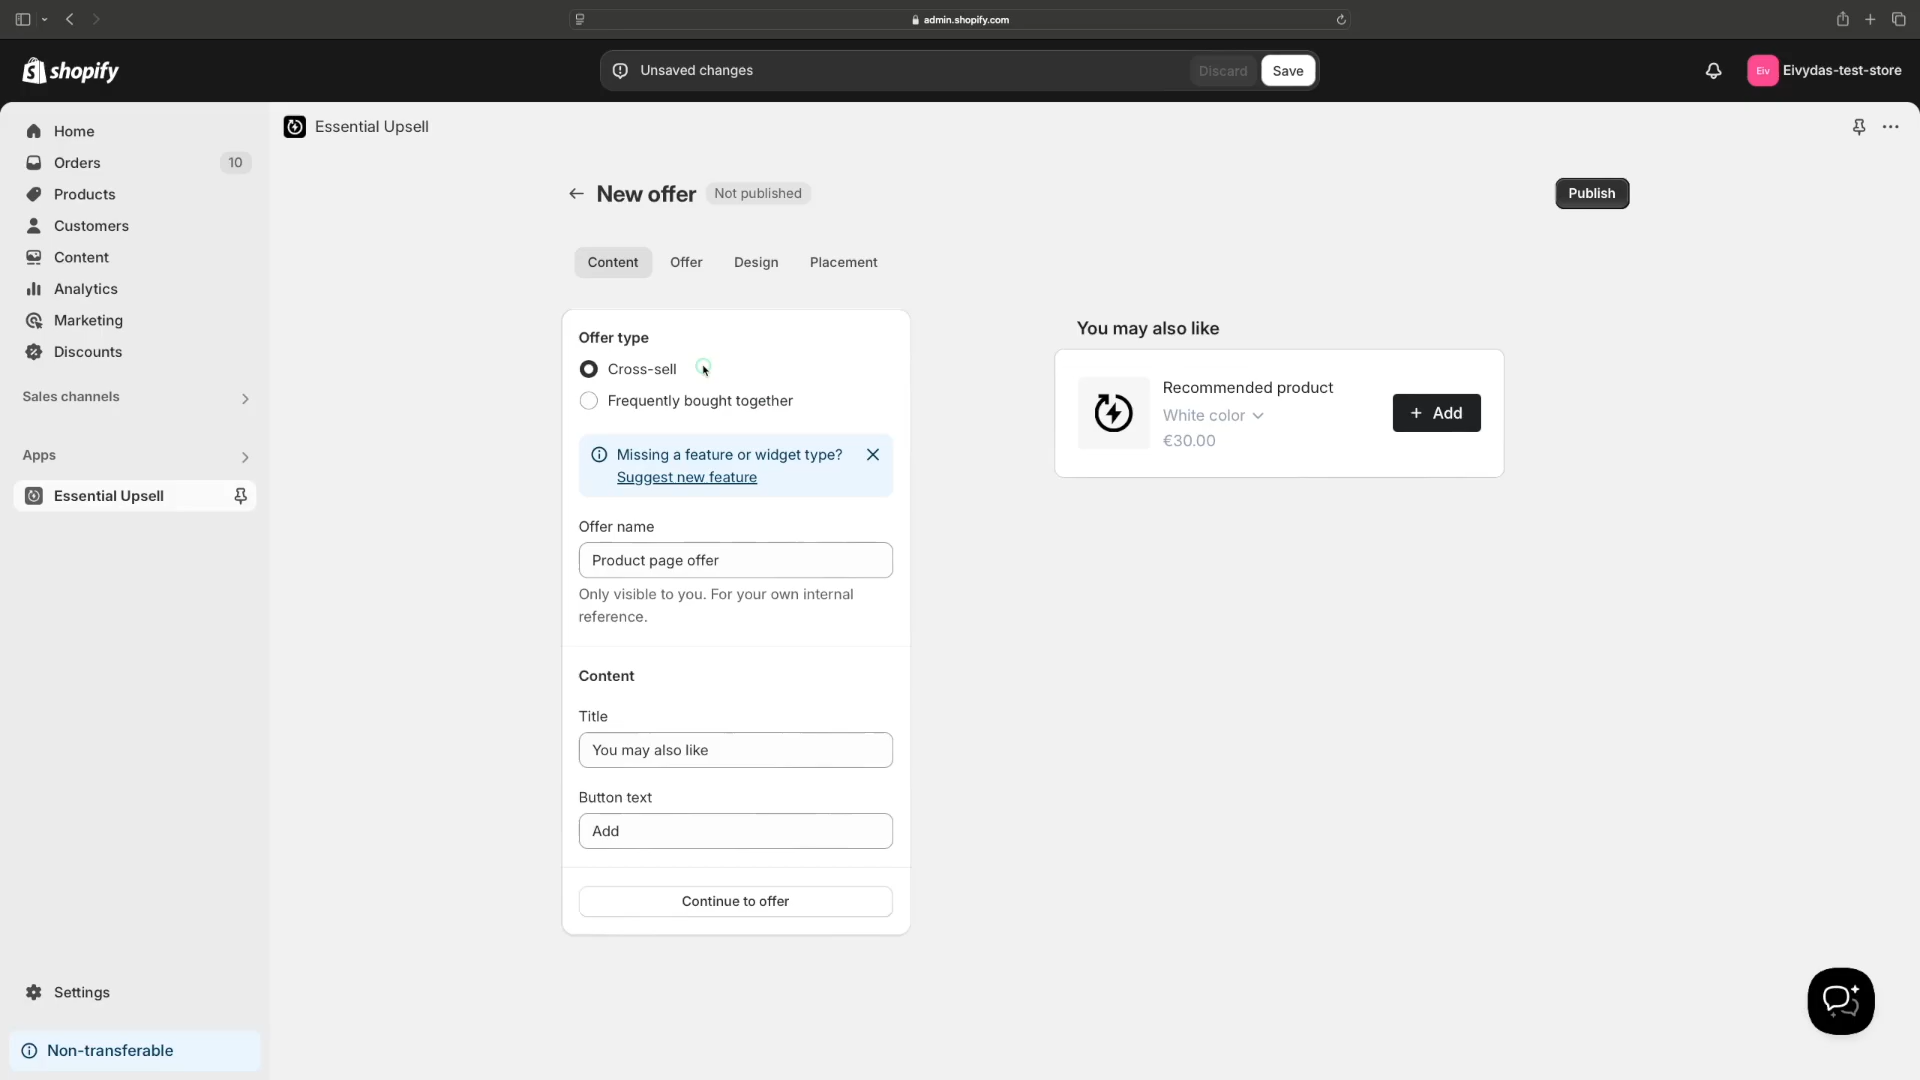 admin.shopify.com
shopify
Unsaved changes
Discard
Save
Eiv
Eivydas-test-store
Home
Orders
10
Products
Customers
Content
Analytics
Marketing
Discounts
Sales channels
Apps
Essential Upsell
Settings
Non-transferable
Essential Upsell
New offer
Not published
Publish
Content
Offer
Design
Placement
Offer type
Cross-sell
Frequently bought together
Missing a feature or widget type?
Suggest new feature
Offer name
Product page offer
Only visible to you. For your own internal
reference.
Content
Title
You may also like
Button text
Add
Continue to offer
You may also like
Recommended product
White color
€30.00
+ Add